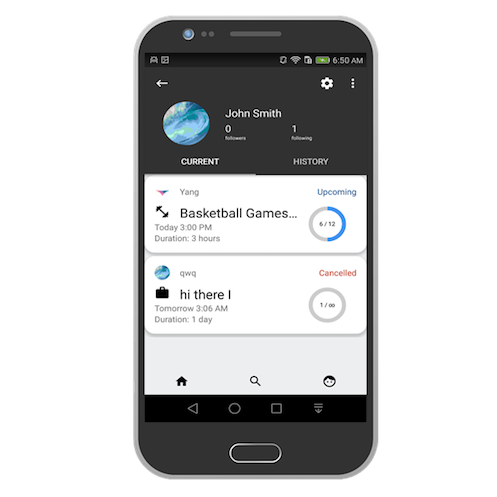 6:50 AM
John Smith
0
1
followers
following
CURRENT
HISTORY
Yang
Upcoming
Basketball Games...
6 / 12
Today 3:00 PM
Duration: 3 hours
qwq
Cancelled
hi there I
1 / ∞
Tomorrow 3:06 AM
Duration: 1 day